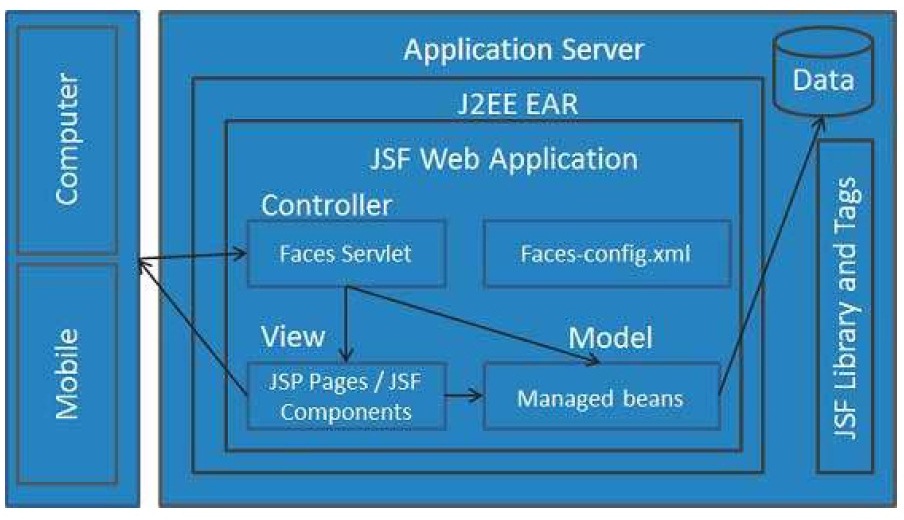 Computer
Mobile
Application Server
Data
J2EE EAR
JSF Web Application
Controller
Faces Servlet
Faces-config.xml
View
Model
JSP Pages / JSF
Components
Managed beans
JSF Library and Tags